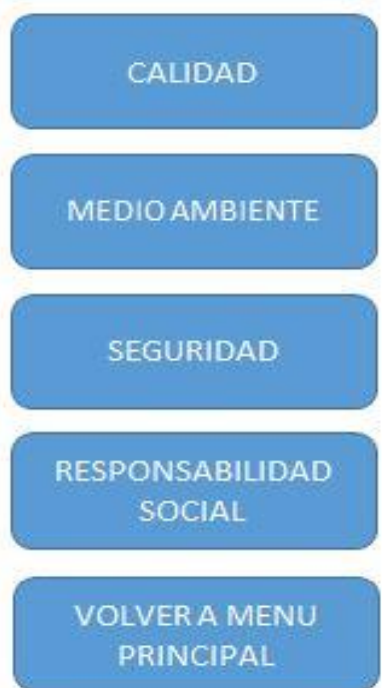 CALIDAD
MEDIO AMBIENTE
SEGURIDAD
RESPONSABILIDAD
SOCIAL
VOLVER A MENU
PRINCIPAL